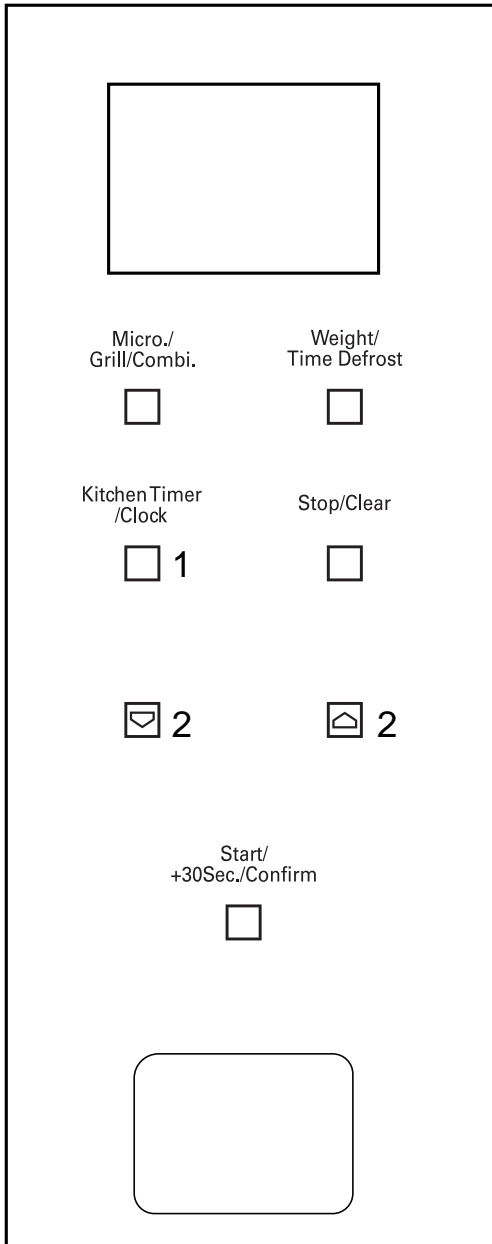 Micro./
Grill/Combi.
Weight/
Time Defrost
Kitchen Timer
/Clock
Stop/Clear
1
2
2
Start/
+30Sec./Confirm